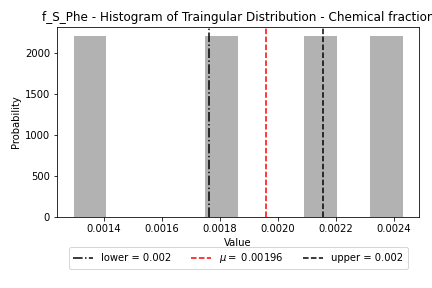 f_S_Phe - Histogram of Traingular Distribution - Chemical fraction
2000
1500
1000
500
0
Probability
0.0014 0.0016 0.0018 0.0020 0.0022 0.0024
Value
lower = 0.002 μ = 0.00196 upper = 0.002